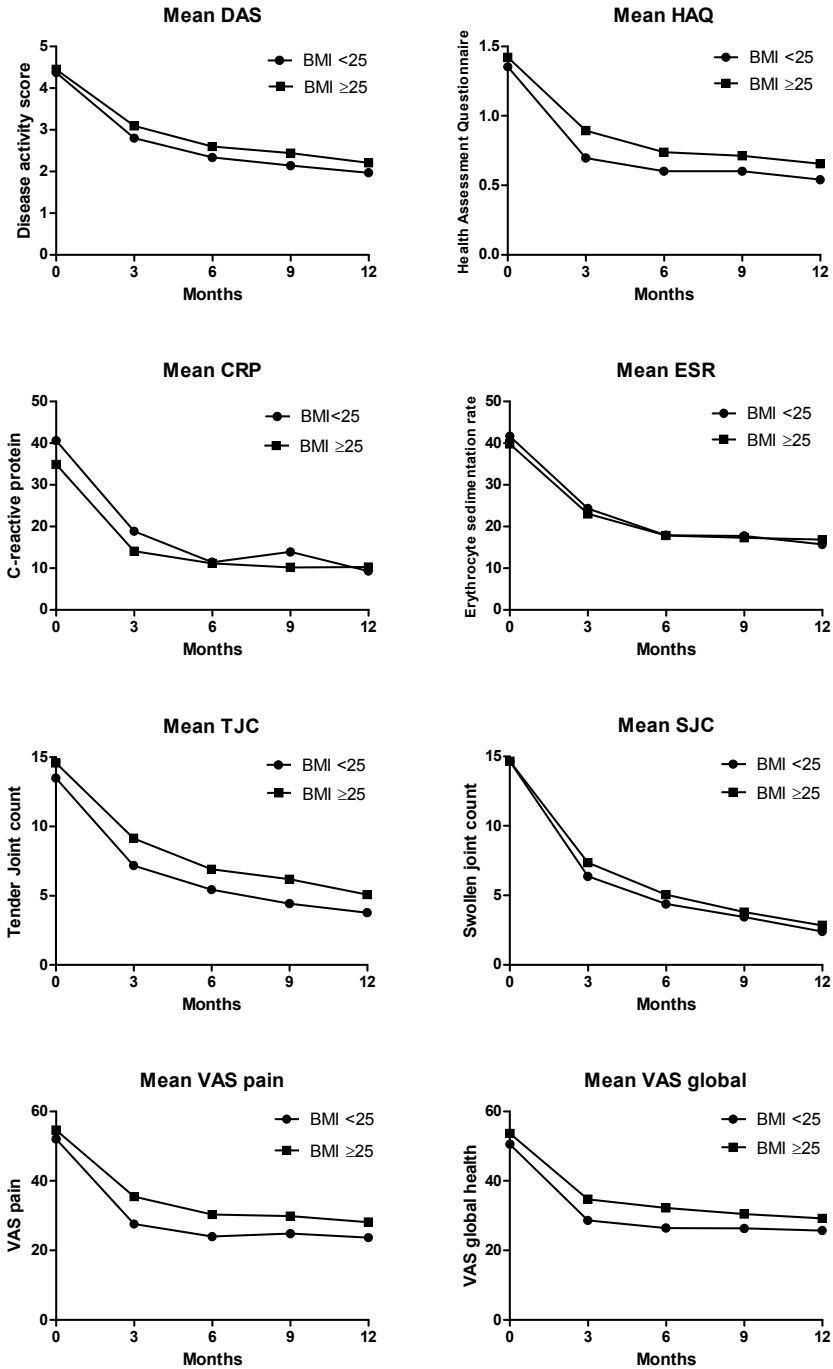 Mean DAS
Disease activity score
5
4
3
2
1
0
BMI <25
BMI ≥25
0 3 6 9 12
Months
Mean HAQ
Health Assessment Questionnaire
1.5
1.0
0.5
0.0
BMI <25
BMI ≥25
0 3 6 9 12
Months
Mean CRP
C-reactive protein
50
40
30
20
10
0
BMI<25
BMI ≥25
0 3 6 9 12
Months
Mean ESR
Erythrocyte sedimentation rate
50
40
30
20
10
0
BMI <25
BMI ≥25
0 3 6 9 12
Months
Mean TJC
Tender Joint count
15
10
5
0
BMI <25
BMI ≥25
0 3 6 9 12
Months
Mean SJC
Swollen joint count
15
10
5
0
BMI <25
BMI ≥25
0 3 6 9 12
Months
Mean VAS pain
VAS pain
60
40
20
0
BMI <25
BMI ≥25
0 3 6 9 12
Months
Mean VAS global
VAS global health
60
40
20
0
BMI <25
BMI ≥25
0 3 6 9 12
Months